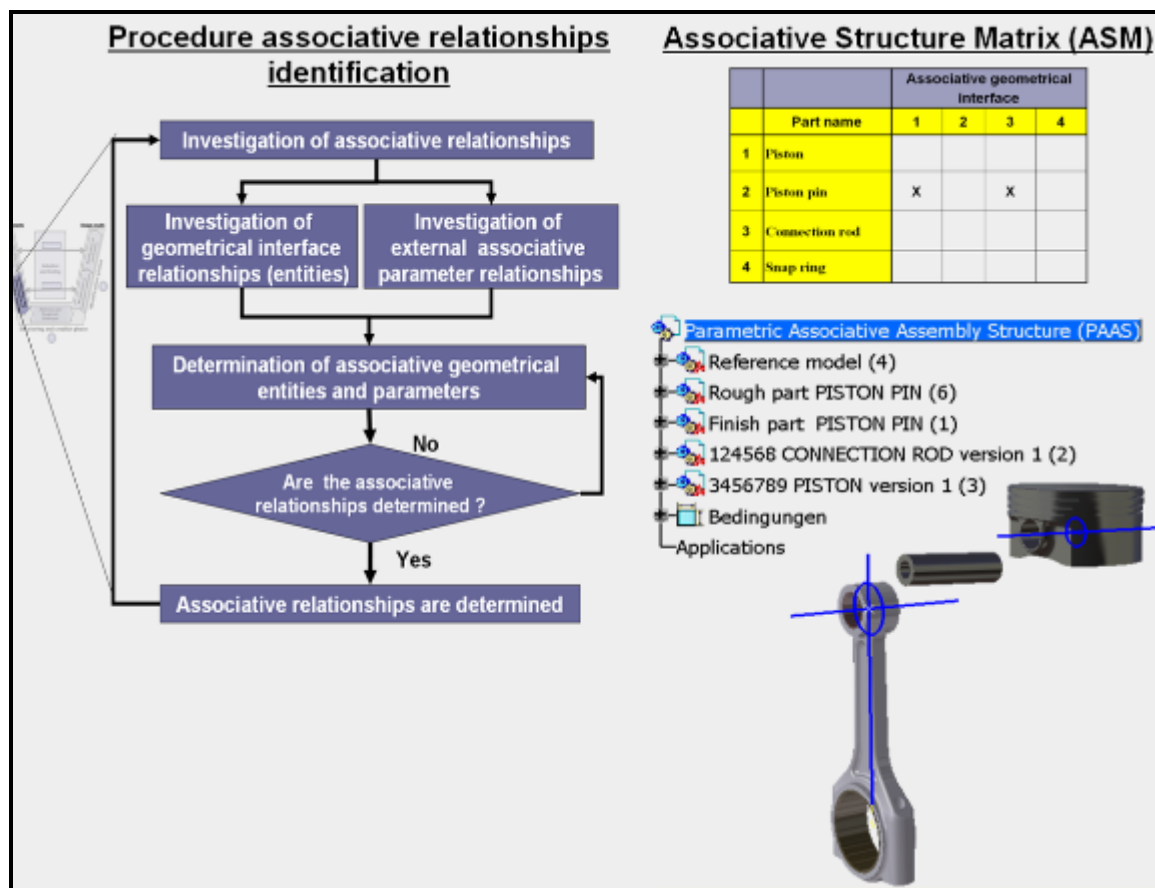 Procedure associative relationships
identification
Investigation of associative relationships
Investigation of
geometrical interface
relationships (entities)
Investigation of
external associative
parameter relationships
Determination of associative geometrical
entities and parameters
No
Are the associative
relationships determined ?
Yes
Associative relationships are determined
Associative Structure Matrix (ASM)
Associative geometrical
interface
Part name 1 2 3 4
1 Piston
2 Piston pin X X
3 Connection rod
4 Snap ring
Parametric Associative Assembly Structure (PAAS)
Reference model (4)
Rough part PISTON PIN (6)
Finish part PISTON PIN (1)
124568 CONNECTION ROD version 1 (2)
3456789 PISTON version 1 (3)
Bedingungen
Applications